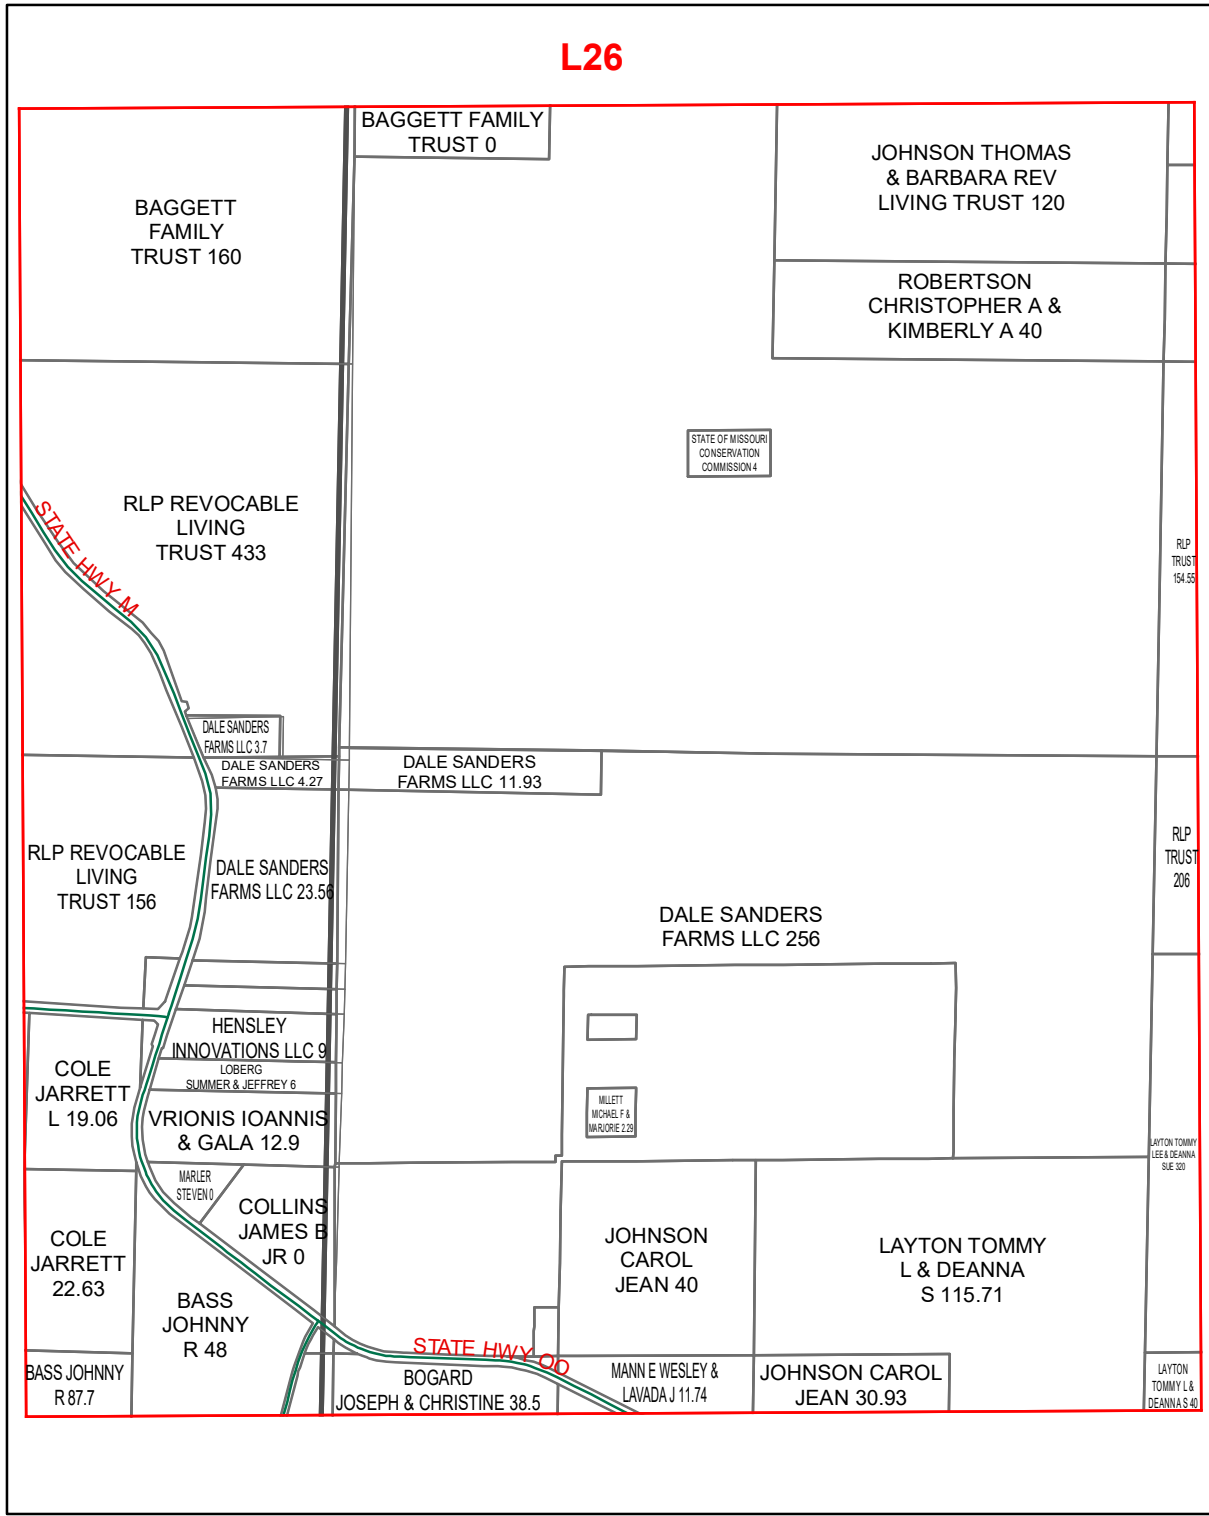 L26
BAGGETT FAMILY
TRUST 0
JOHNSON THOMAS
& BARBARA REV
LIVING TRUST 120
BAGGETT
FAMILY
TRUST 160
ROBERTSON
CHRISTOPHER A &
KIMBERLY A 40
STATE OF MISSOURI
CONSERVATION
COMMISSION 4
RLP REVOCABLE
LIVING
TRUST 433
STATE HWY M
RLP
TRUST
154.55
DALE SANDERS
FARMS LLC 3.7
DALE SANDERS
FARMS LLC 4.27
DALE SANDERS
FARMS LLC 11.93
RLP REVOCABLE
LIVING
TRUST 156
DALE SANDERS
FARMS LLC 23.56
RLP
TRUST
206
DALE SANDERS
FARMS LLC 256
HENSLEY
INNOVATIONS LLC 9
COLE
JARRETT
L 19.06
LOBERG
SUMMER & JEFFREY 6
VRIONIS IOANNIS
& GALA 12.9
MILLETT
MICHAEL F &
MARJORIE 2.29
LAYTON TOMMY
LEE & DEANNA
SUE 320
MARLER
STEVEN 0
COLLINS
JAMES B
JR 0
COLE
JARRETT
22.63
JOHNSON
CAROL
JEAN 40
LAYTON TOMMY
L & DEANNA
S 115.71
BASS
JOHNNY
R 48
STATE HWY OO
BASS JOHNNY
R 87.7
BOGARD
JOSEPH & CHRISTINE 38.5
MANN E WESLEY &
LAVADA J 11.74
JOHNSON CAROL
JEAN 30.93
LAYTON
TOMMY L &
DEANNA S 40